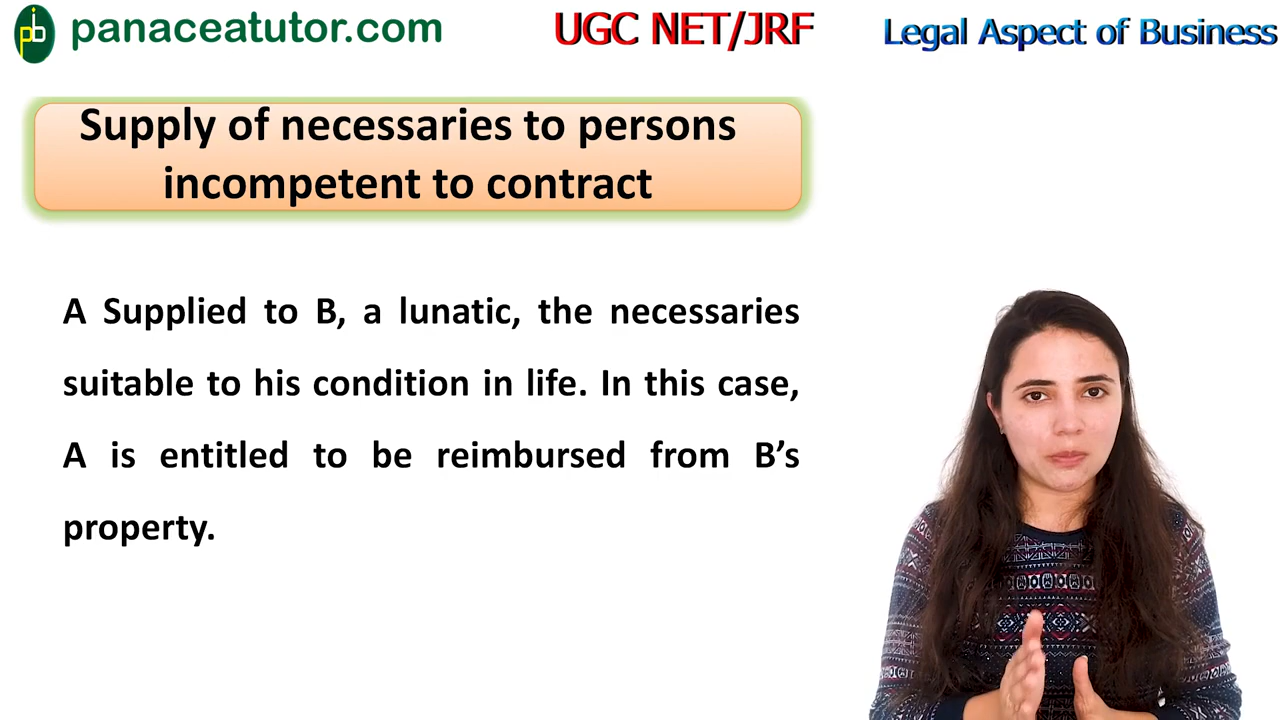 pb panaceatutor.com UGC NET/JRF Legal Aspect of Business
Supply of necessaries to persons
incompetent to contract
A Supplied to B, a lunatic, the necessaries
suitable to his condition in life. In this case,
A is entitled to be reimbursed from B’s
property.